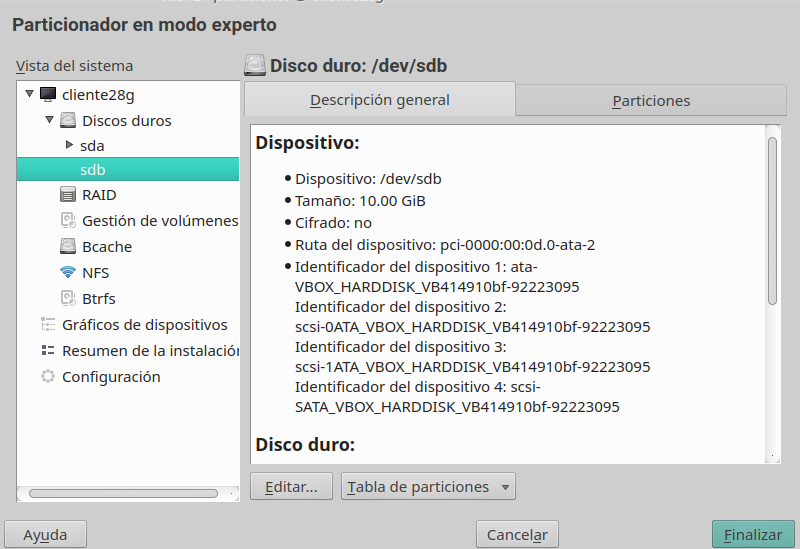 Particionador en modo experto
Vista del sistema
cliente28g
Discos duros
sda
sdb
RAID
Gestión de volúmenes
Bcache
NFS
Btrfs
Gráficos de dispositivos
Resumen de la instalación
Configuración
Disco duro: /dev/sdb
Descripción general
Particiones
Dispositivo:
Dispositivo: /dev/sdb
Tamaño: 10.00 GiB
Cifrado: no
Ruta del dispositivo: pci-0000:00:0d.0-ata-2
Identificador del dispositivo 1: ata-
VBOX_HARDDISK_VB414910bf-92223095
Identificador del dispositivo 2:
scsi-0ATA_VBOX_HARDDISK_VB414910bf-92223095
Identificador del dispositivo 3:
scsi-1ATA_VBOX_HARDDISK_VB414910bf-92223095
Identificador del dispositivo 4: scsi-
SATA_VBOX_HARDDISK_VB414910bf-92223095
Disco duro:
Editar...
Tabla de particiones
Ayuda
Cancelar
Finalizar